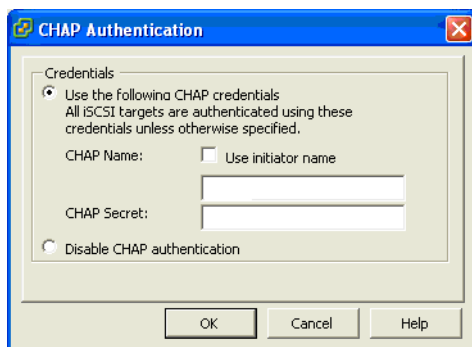 CHAP Authentication
Credentials
Use the following CHAP credentials
All iSCSI targets are authenticated using these
credentials unless otherwise specified.
CHAP Name:
Use initiator name
CHAP Secret:
Disable CHAP authentication
OK
Cancel
Help